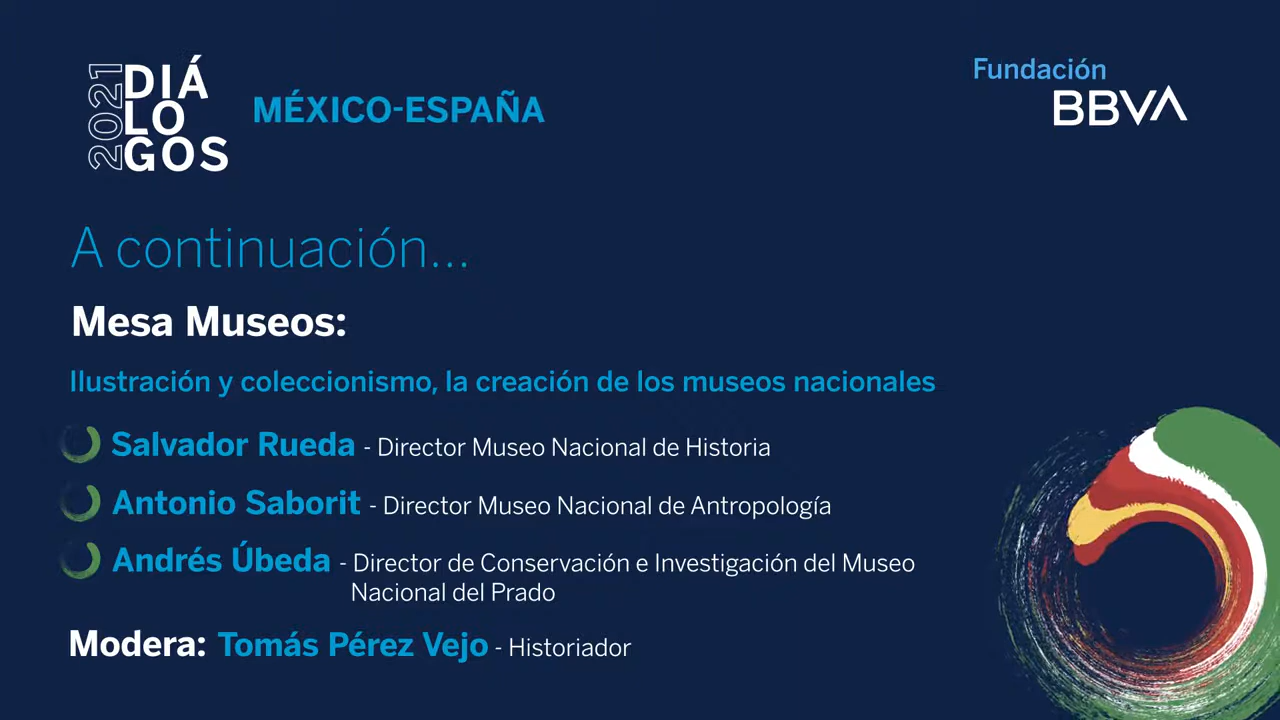 2021
DIÁ
LO
GOS
MÉXICO-ESPAÑA
Fundación
BBVA
A continuación...
Mesa Museos:
Ilustración y coleccionismo, la creación de los museos nacionales
Salvador Rueda - Director Museo Nacional de Historia
Antonio Saborit - Director Museo Nacional de Antropología
Andrés Úbeda - Director de Conservación e Investigación del Museo
Nacional del Prado
Modera: Tomás Pérez Vejo - Historiador